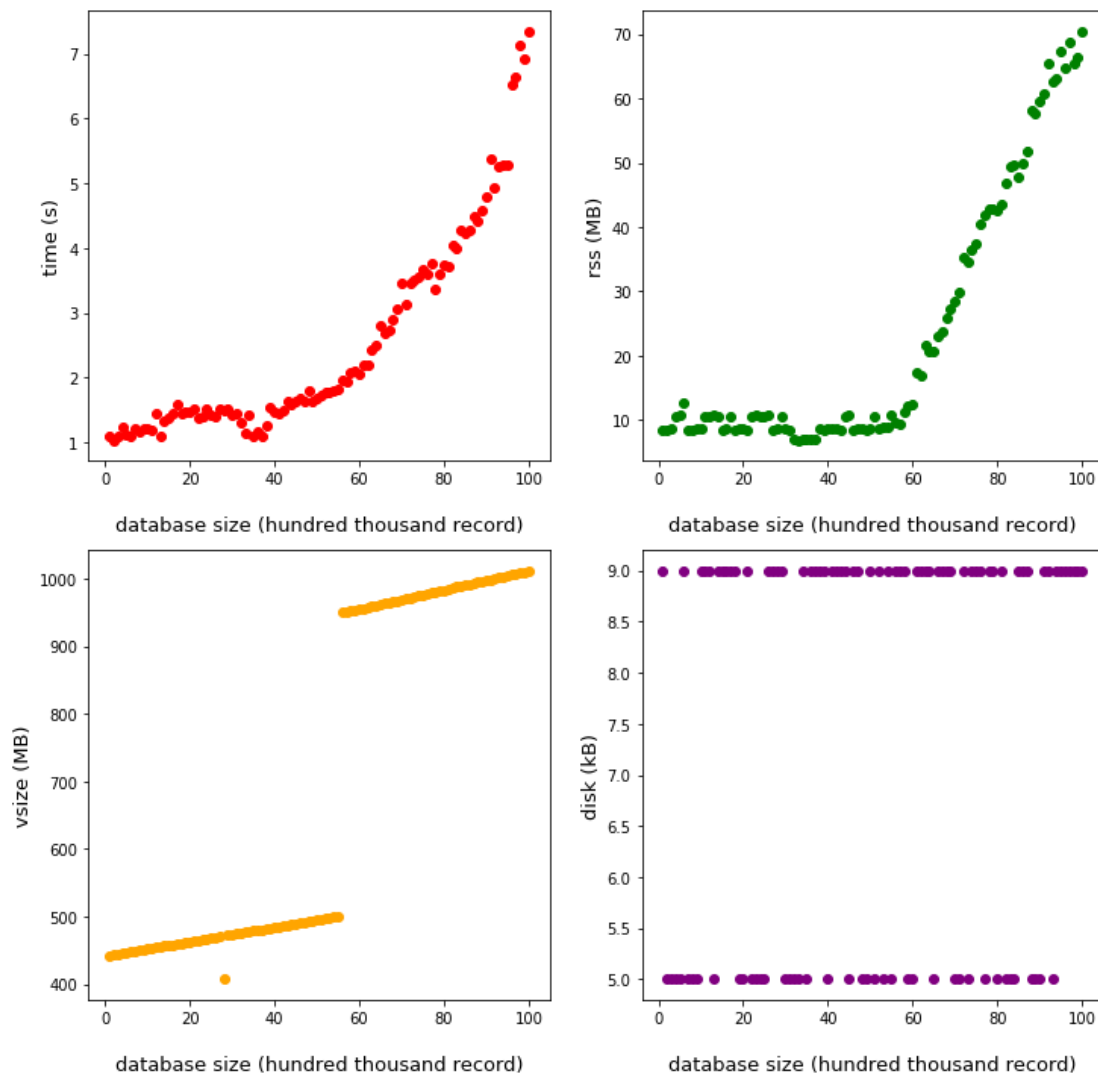 7
6
5
4
3
2
1
time (s)
0 20 40 60 80 100
database size (hundred thousand record)
70
60
50
40
30
20
10
rss (MB)
0 20 40 60 80 100
database size (hundred thousand record)
1000
900
800
700
600
500
400
vsize (MB)
0 20 40 60 80 100
database size (hundred thousand record)
9.0
8.5
8.0
7.5
7.0
6.5
6.0
5.5
5.0
disk (kB)
0 20 40 60 80 100
database size (hundred thousand record)